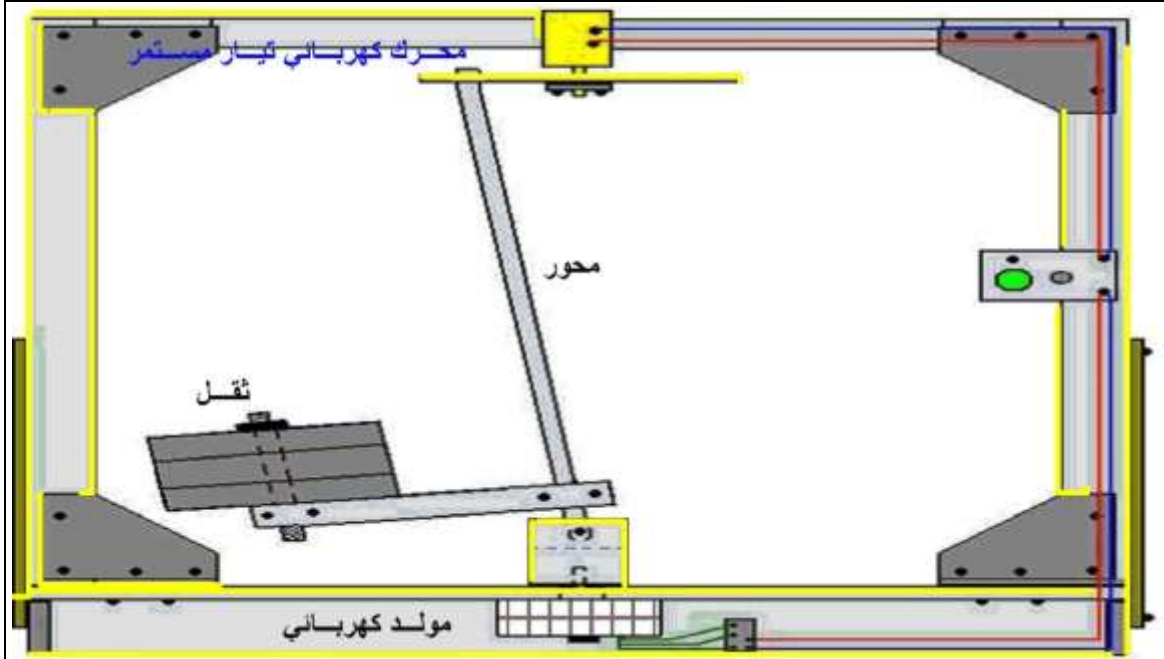 محرك كهربائي تيار مستمر
محور
ثقل
مولد كهربائي